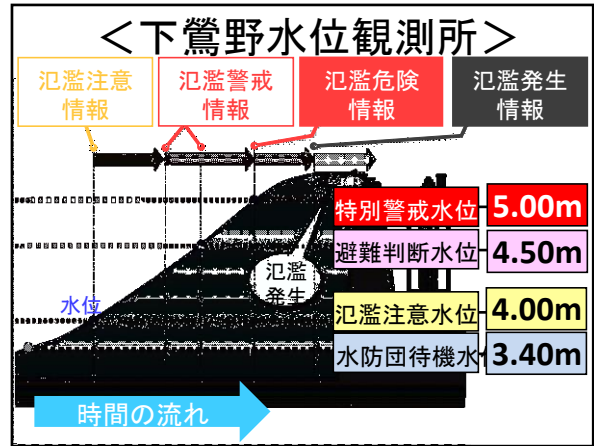 ＜下鶯野水位観測所＞
氾濫注意
情報
氾濫警戒
情報
氾濫危険
情報
氾濫発生
情報
特別警戒水位
5.00m
避難判断水位
4.50m
氾濫
発生
水位
氾濫注意水位
4.00m
水防団待機水
3.40m
時間の流れ